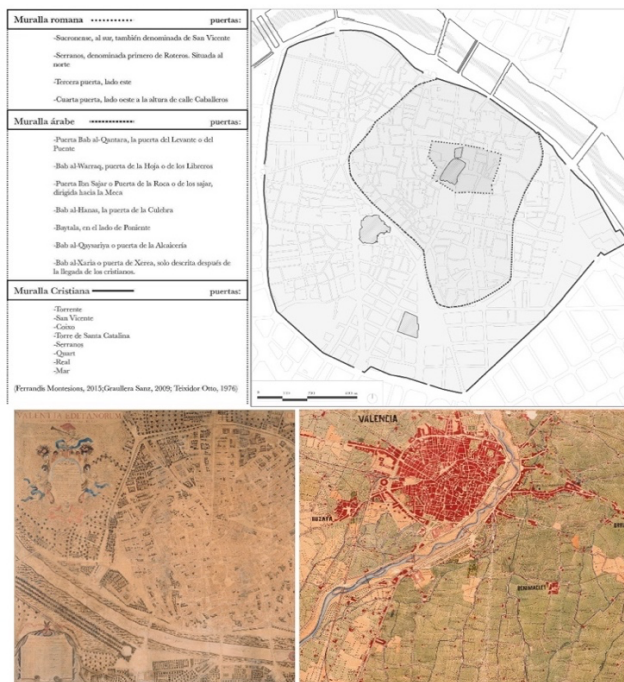 Muralla romana puertas:
-Sucronense, al sur, también denominada de San Vicente
-Serranos, denominada primero de Roteros. Situada al
norte
-Tercera puerta, lado este
-Cuarta puerta, lado oeste a la altura de calle Caballeros
Muralla árabe puertas:
-Puerta Bab al-Qantara, la puerta del Levante o del
Puente
-Bab al-Warraq, puerta de la Hoja o de los Libreros
-Puerta Ibn Sajar o Puerta de la Roca o de los sajar,
dirigido hacia la Meca
-Bab al-Hanas, la puerta de la Culebra
-Baytala, en el lado de Poniente
-Bab al-Qaysariya o puerta de la Alcaicería
-Bab al-Xaria o puerta de Xerea, solo descrita después de
la llegada de los cristianos.
Muralla Cristiana puertas:
-Torrente
-San Vicente
-Coixo
-Torre de Santa Catalina
-Serranos
-Quart
-Real
-Mar
(Ferrandis Montesions, 2015;Graullera Sanz, 2009; Teixidor Otto, 1976)
VALENCIA
RUZAFA
BENIMACLET